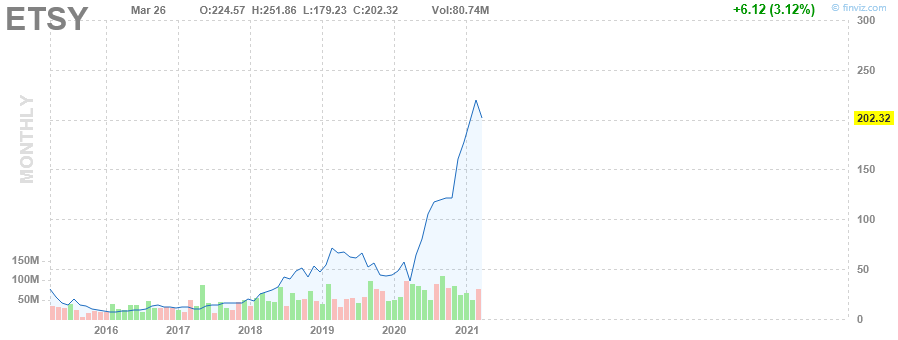 ETSY Mar 26 O:224.57 H:251.86 L:179.23 C:202.32 Vol:80.74M +6.12 (3.12%) © finviz.com
300
250
202.32
150
100
50
0
MONTHLY
150M
100M
50M
2016 2017 2018 2019 2020 2021